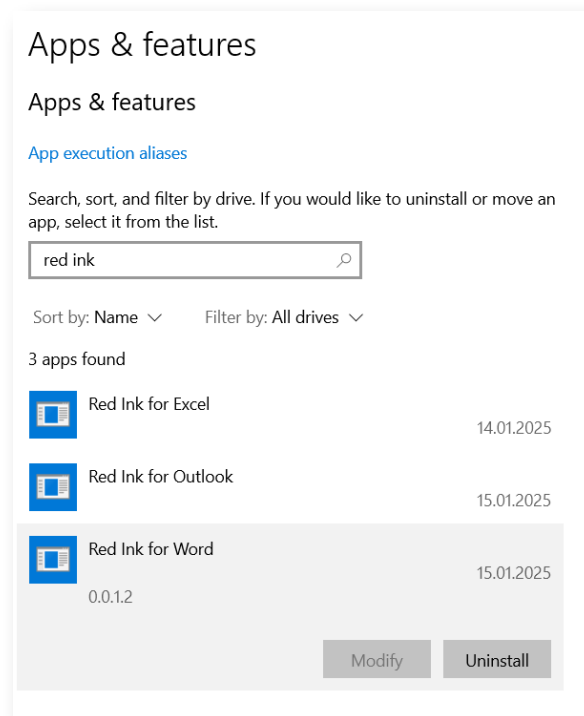 Apps & features
Apps & features
App execution aliases
Search, sort, and filter by drive. If you would like to uninstall or move an
app, select it from the list.
red ink
Sort by: Name Filter by: All drives
3 apps found
Red Ink for Excel
14.01.2025
Red Ink for Outlook
15.01.2025
Red Ink for Word
15.01.2025
0.0.1.2
Modify Uninstall